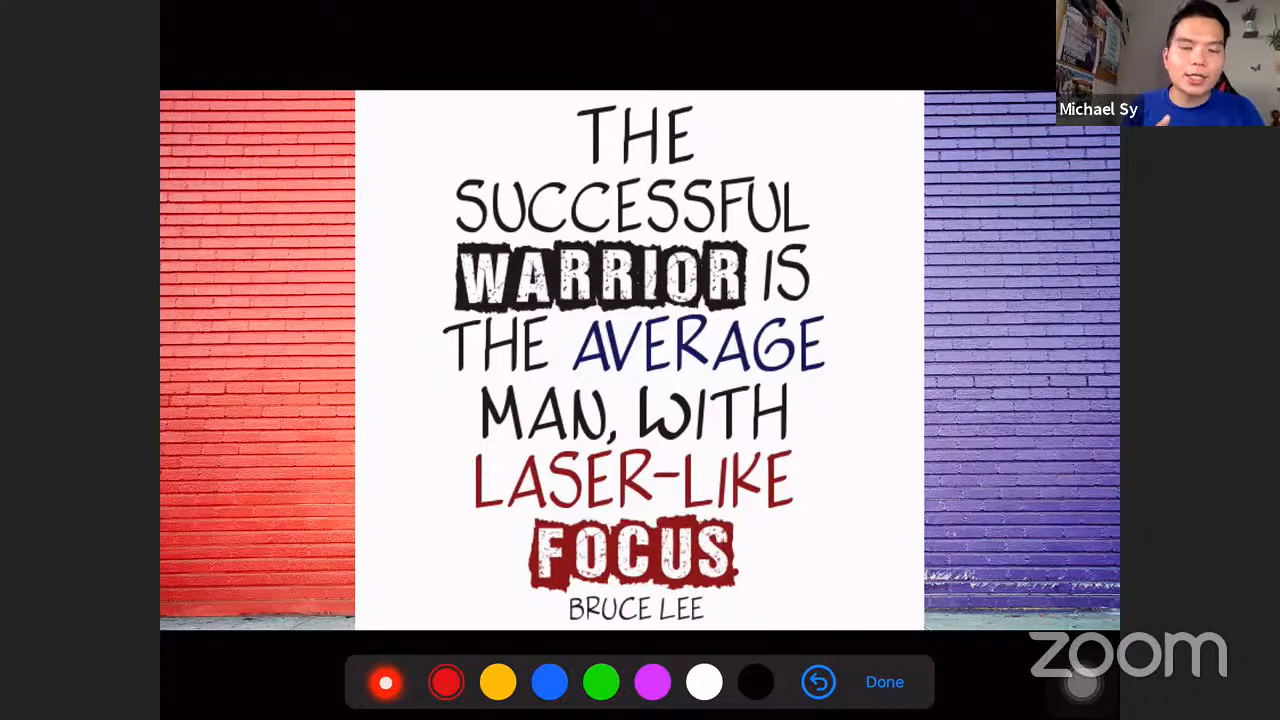 Michael Sy
THE
SUCCESSFUL
WARRIOR IS
THE AVERAGE
MAN, WITH
LASER-LIKE
FOCUS
BRUCE LEE
Done
zoom